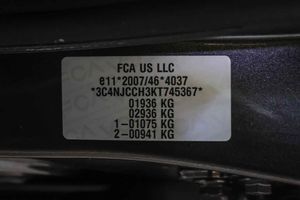 FCA US LLC
e11*2007/46*4037
*3C4NJCCH3KT745367*
01936 KG
02936 KG
1-01075 KG
2-00941 KG